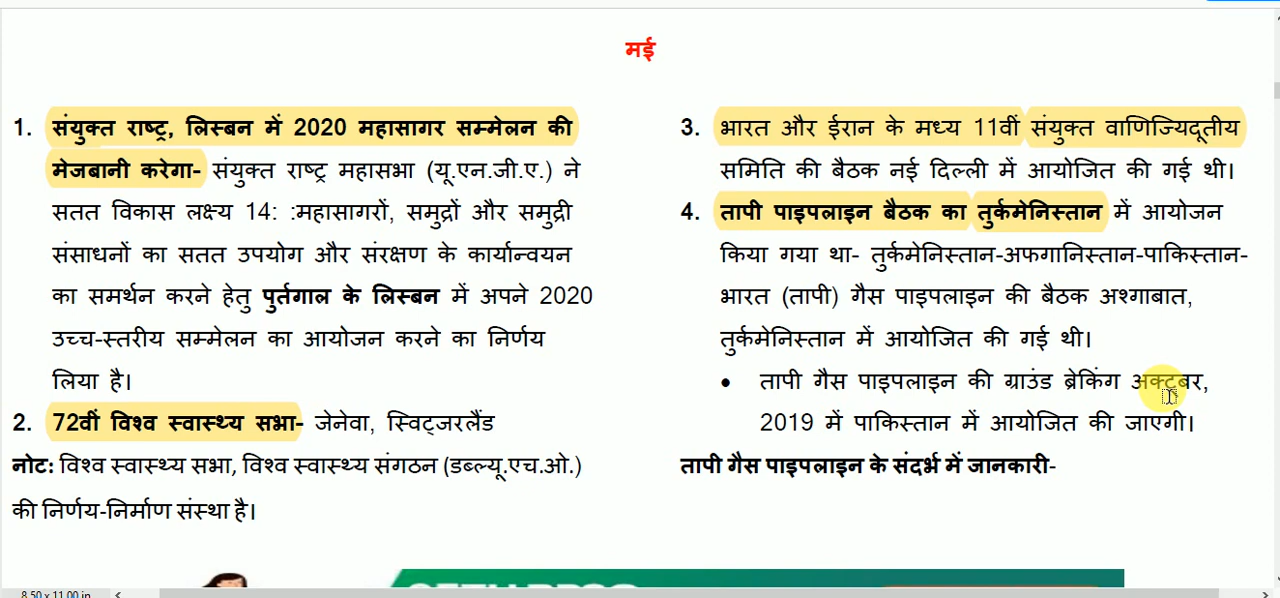 मई
1. संयुक्त राष्ट्र, लिस्बन में 2020 महासागर सम्मेलन की
मेजबानी करेगा- संयुक्त राष्ट्र महासभा (यू.एन.जी.ए.) ने
सतत विकास लक्ष्य 14: :महासागरों, समुद्रों और समुद्री
संसाधनों का सतत उपयोग और संरक्षण के कार्यान्वयन
का समर्थन करने हेतु पुर्तगाल के लिस्बन में अपने 2020
उच्च-स्तरीय सम्मेलन का आयोजन करने का निर्णय
लिया है।
2. 72वीं विश्व स्वास्थ्य सभा- जेनेवा, स्विट्जरलैंड
नोट: विश्व स्वास्थ्य सभा, विश्व स्वास्थ्य संगठन (डब्ल्यू.एच.ओ.)
की निर्णय-निर्माण संस्था है।
3. भारत और ईरान के मध्य 11वीं संयुक्त वाणिज्यिदूतीय
समिति की बैठक नई दिल्ली में आयोजित की गई थी।
4. तापी पाइपलाइन बैठक का तुर्कमेनिस्तान में आयोजन
किया गया था- तुर्कमेनिस्तान-अफगानिस्तान-पाकिस्तान-
भारत (तापी) गैस पाइपलाइन की बैठक अश्गाबात,
तुर्कमेनिस्तान में आयोजित की गई थी।
• तापी गैस पाइपलाइन की ग्राउंड ब्रेकिंग अक्टूबर,
2019 में पाकिस्तान में आयोजित की जाएगी।
तापी गैस पाइपलाइन के संदर्भ में जानकारी-
8.50 x 11.00 in